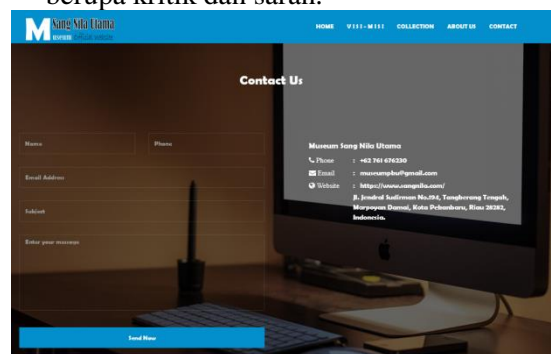 berupa kritik dan saran.
M Sang Nila Utama
MUSEUM
HOME VIII-MIII COLLECTION ABOUT US CONTACT
Contact Us
Name Phone
Email Address
Subject
Enter your message
Send Now
Museum Sang Nila Utama
Phone : +62 761 676230
Email : museumpbu@gmail.com
Website : https://www.sangnila.com/
Jl. Jendral Sudirman No.194, Tangkerang Tengah,
Marpoyan Damai, Kota Pekanbaru, Riau 28282,
Indonesia.